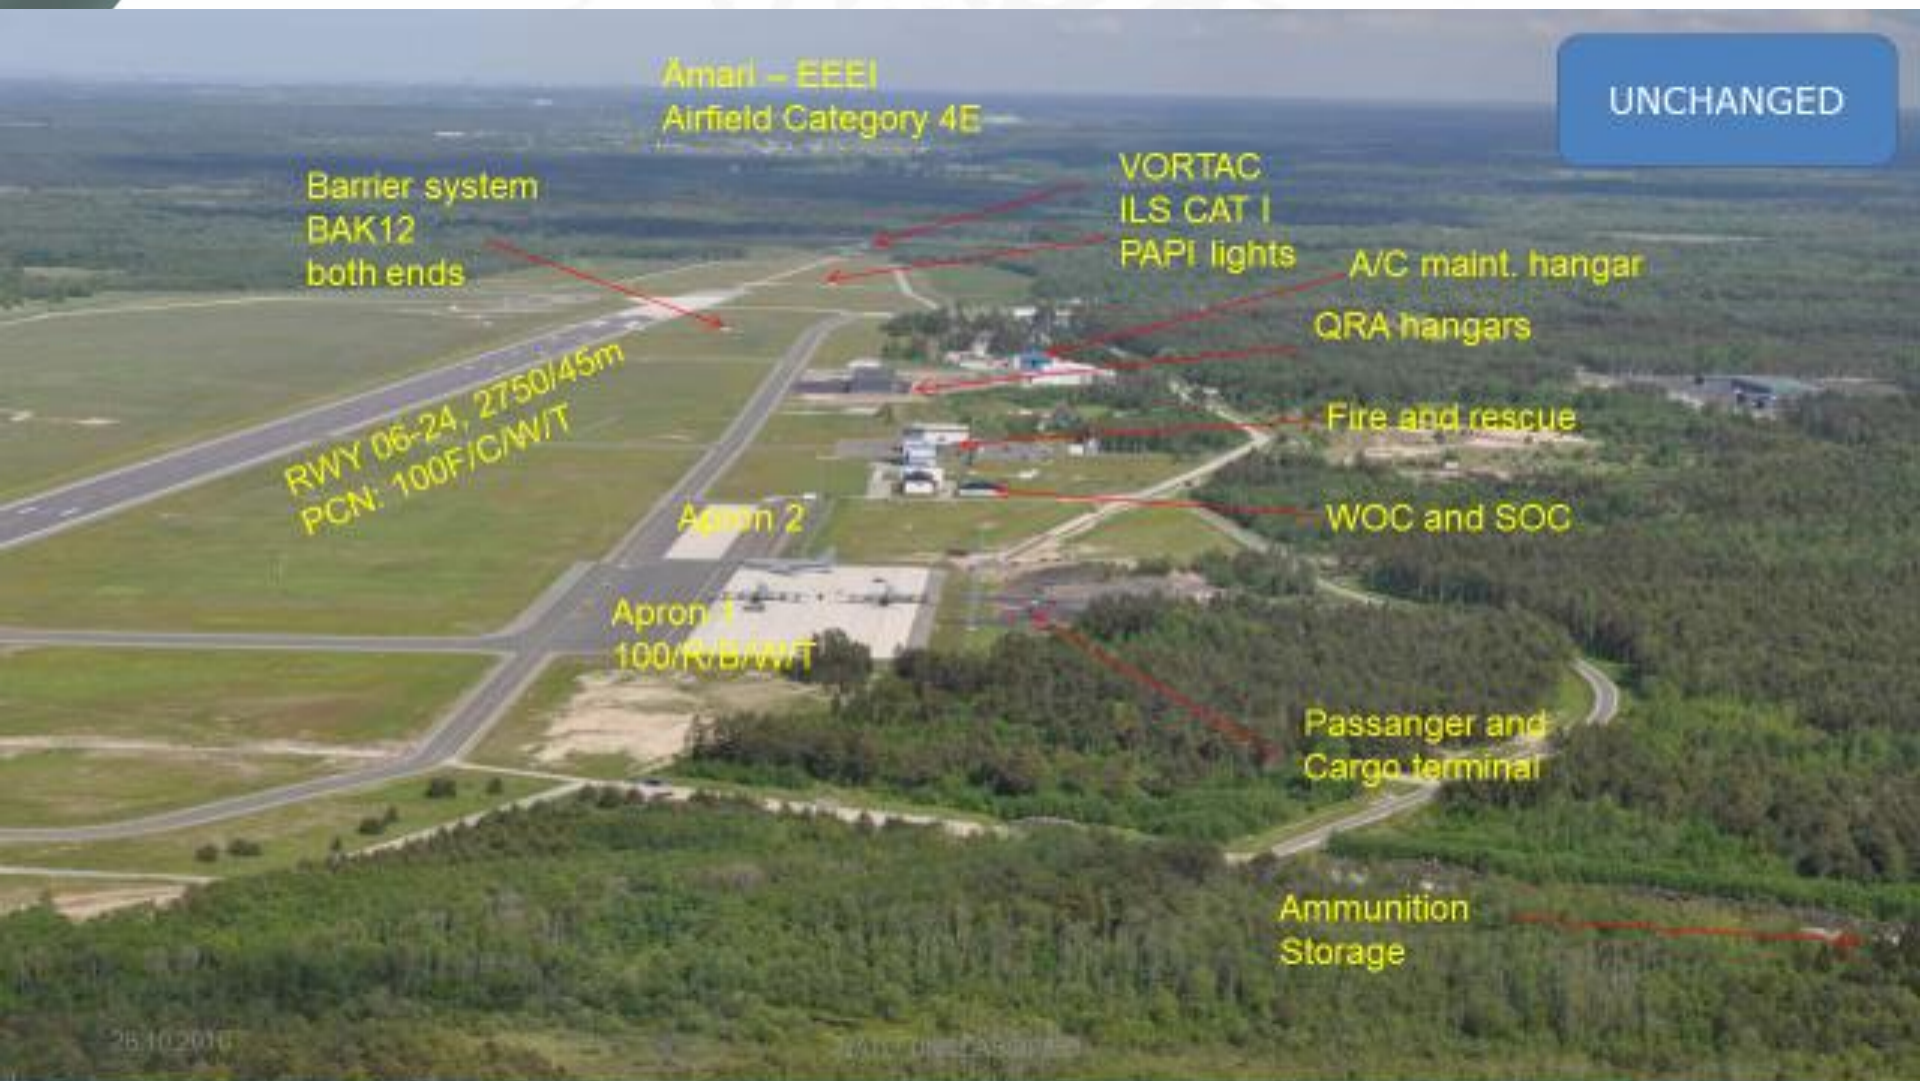 Ämari – EEEI
Airfield Category 4E
UNCHANGED
Barrier system
BAK12
both ends
VORTAC
ILS CAT I
PAPI lights
A/C maint. hangar
QRA hangars
RWY 06-24, 2750/45m
PCN: 100F/C/W/T
Fire and rescue
Apron 2
WOC and SOC
Apron 1
100/R/B/W/T
Passanger and
Cargo terminal
Ammunition
Storage